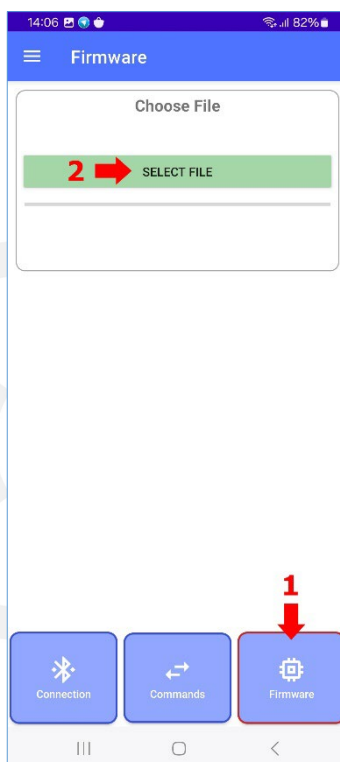 14:06 82%
Firmware
Choose File
2 SELECT FILE
1
Connection Commands Firmware